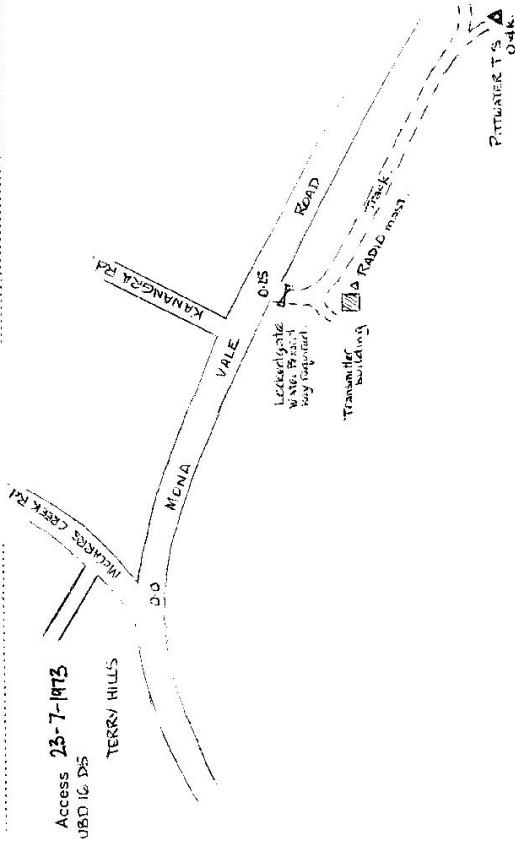 Access 23-7-1973
UBD 16 D5
TERRY HILLS
McCARRS CREEK Rd
0.0
MONA
VALE
ROAD
KANANGRA Rd
0.15
Locked gate
Water Board
key required.
Transmitter
building
RADIO mast.
Track.
PITTWATER T S
0.4k.